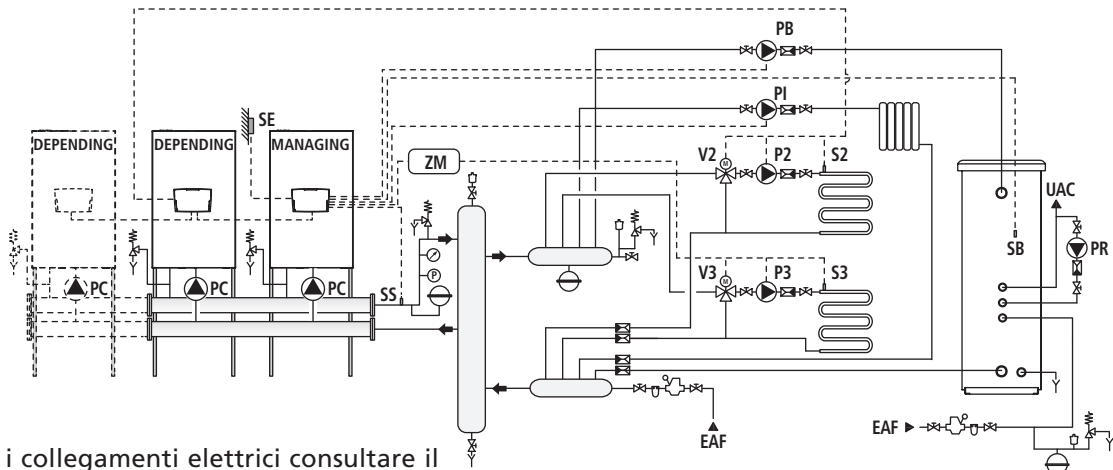 PB
PI
SE
DEPENDING DEPENDING MANAGING
ZM
V2 P2 S2
M
UAC
SB PR
V3 P3 S3
M
PC PC PC SS
P
EAF
EAF
i collegamenti elettrici consultare il